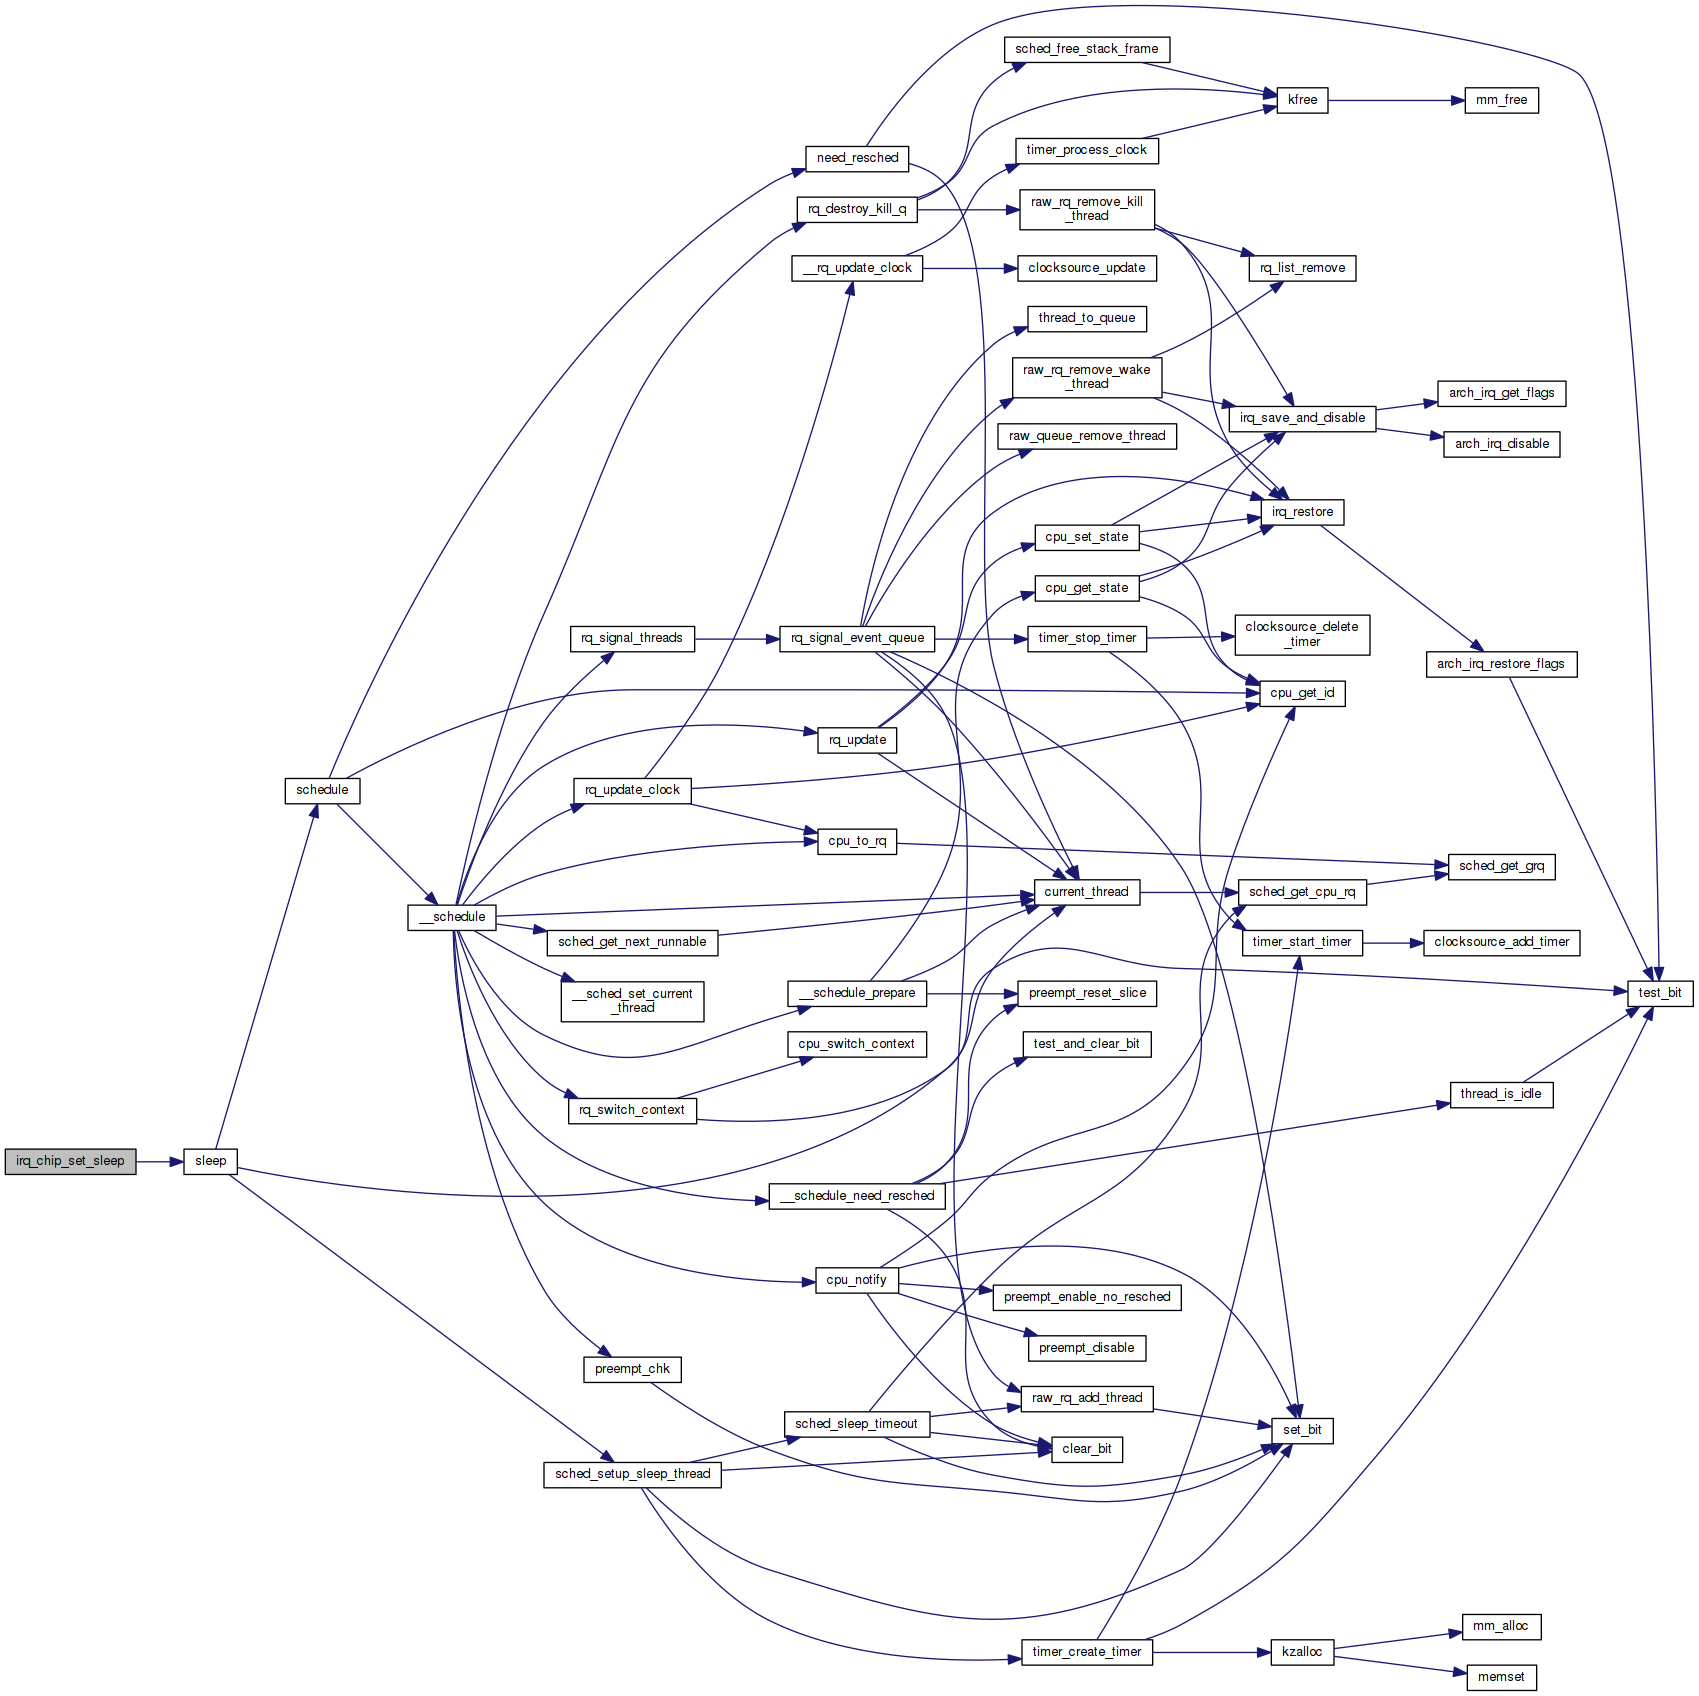 irq_chip_set_sleep
sleep
schedule
__schedule
rq_signal_threads
rq_update_clock
sched_get_next_runnable
__sched_set_current
_thread
rq_switch_context
preempt_chk
sched_setup_sleep_thread
need_resched
rq_destroy_kill_q
__rq_update_clock
rq_signal_event_queue
rq_update
cpu_to_rq
__schedule_prepare
cpu_switch_context
__schedule_need_resched
cpu_notify
sched_sleep_timeout
sched_free_stack_frame
timer_process_clock
raw_rq_remove_kill
_thread
clocksource_update
thread_to_queue
raw_rq_remove_wake
_thread
raw_queue_remove_thread
cpu_set_state
cpu_get_state
timer_stop_timer
current_thread
preempt_reset_slice
test_and_clear_bit
preempt_enable_no_resched
preempt_disable
raw_rq_add_thread
clear_bit
timer_create_timer
kfree
rq_list_remove
irq_save_and_disable
irq_restore
clocksource_delete
_timer
cpu_get_id
sched_get_cpu_rq
timer_start_timer
set_bit
kzalloc
mm_free
arch_irq_get_flags
arch_irq_disable
arch_irq_restore_flags
sched_get_grq
clocksource_add_timer
thread_is_idle
mm_alloc
memset
test_bit